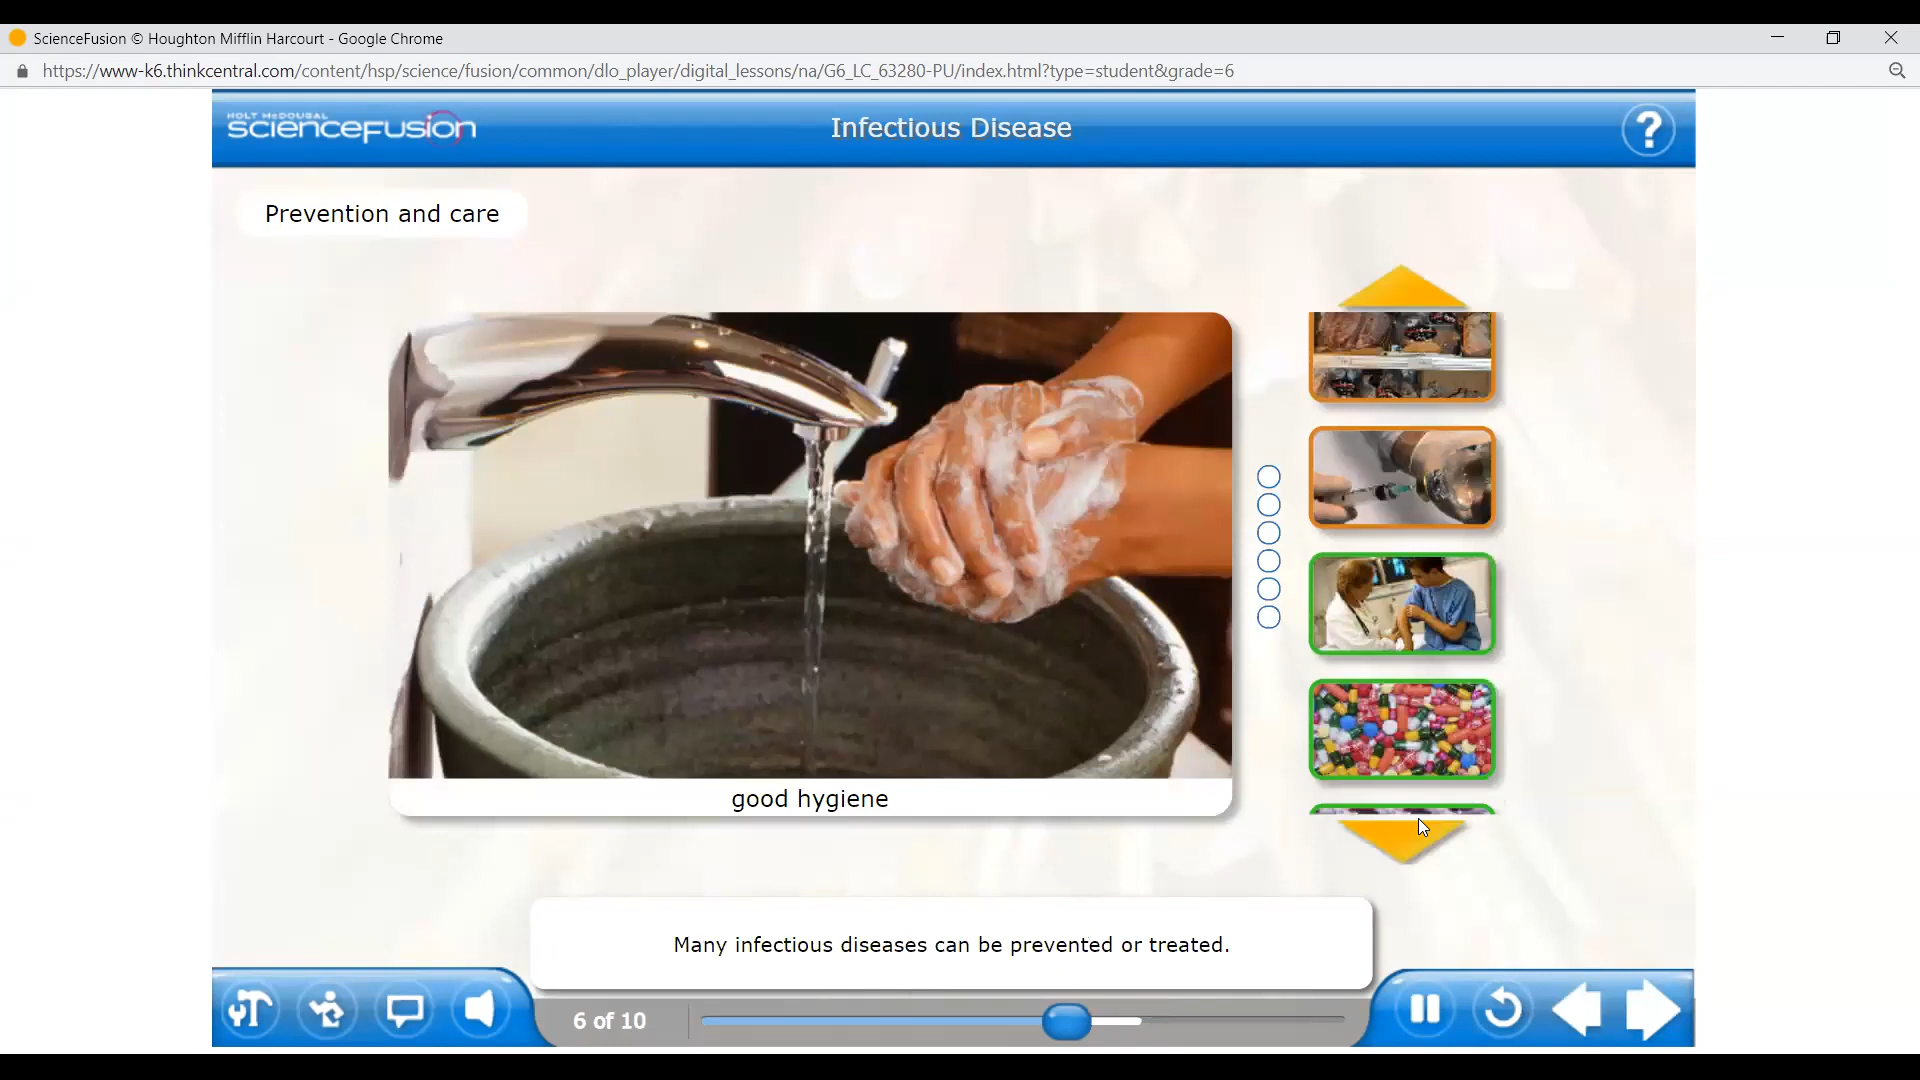 ScienceFusion © Houghton Mifflin Harcourt - Google Chrome
https://www-k6.thinkcentral.com/content/hsp/science/fusion/common/dlo_player/digital_lessons/na/G6_LC_63280-PU/index.html?type=student&grade=6
HOLT McDOUGAL
scienceFusion
Infectious Disease
?
Prevention and care
good hygiene
Many infectious diseases can be prevented or treated.
6 of 10